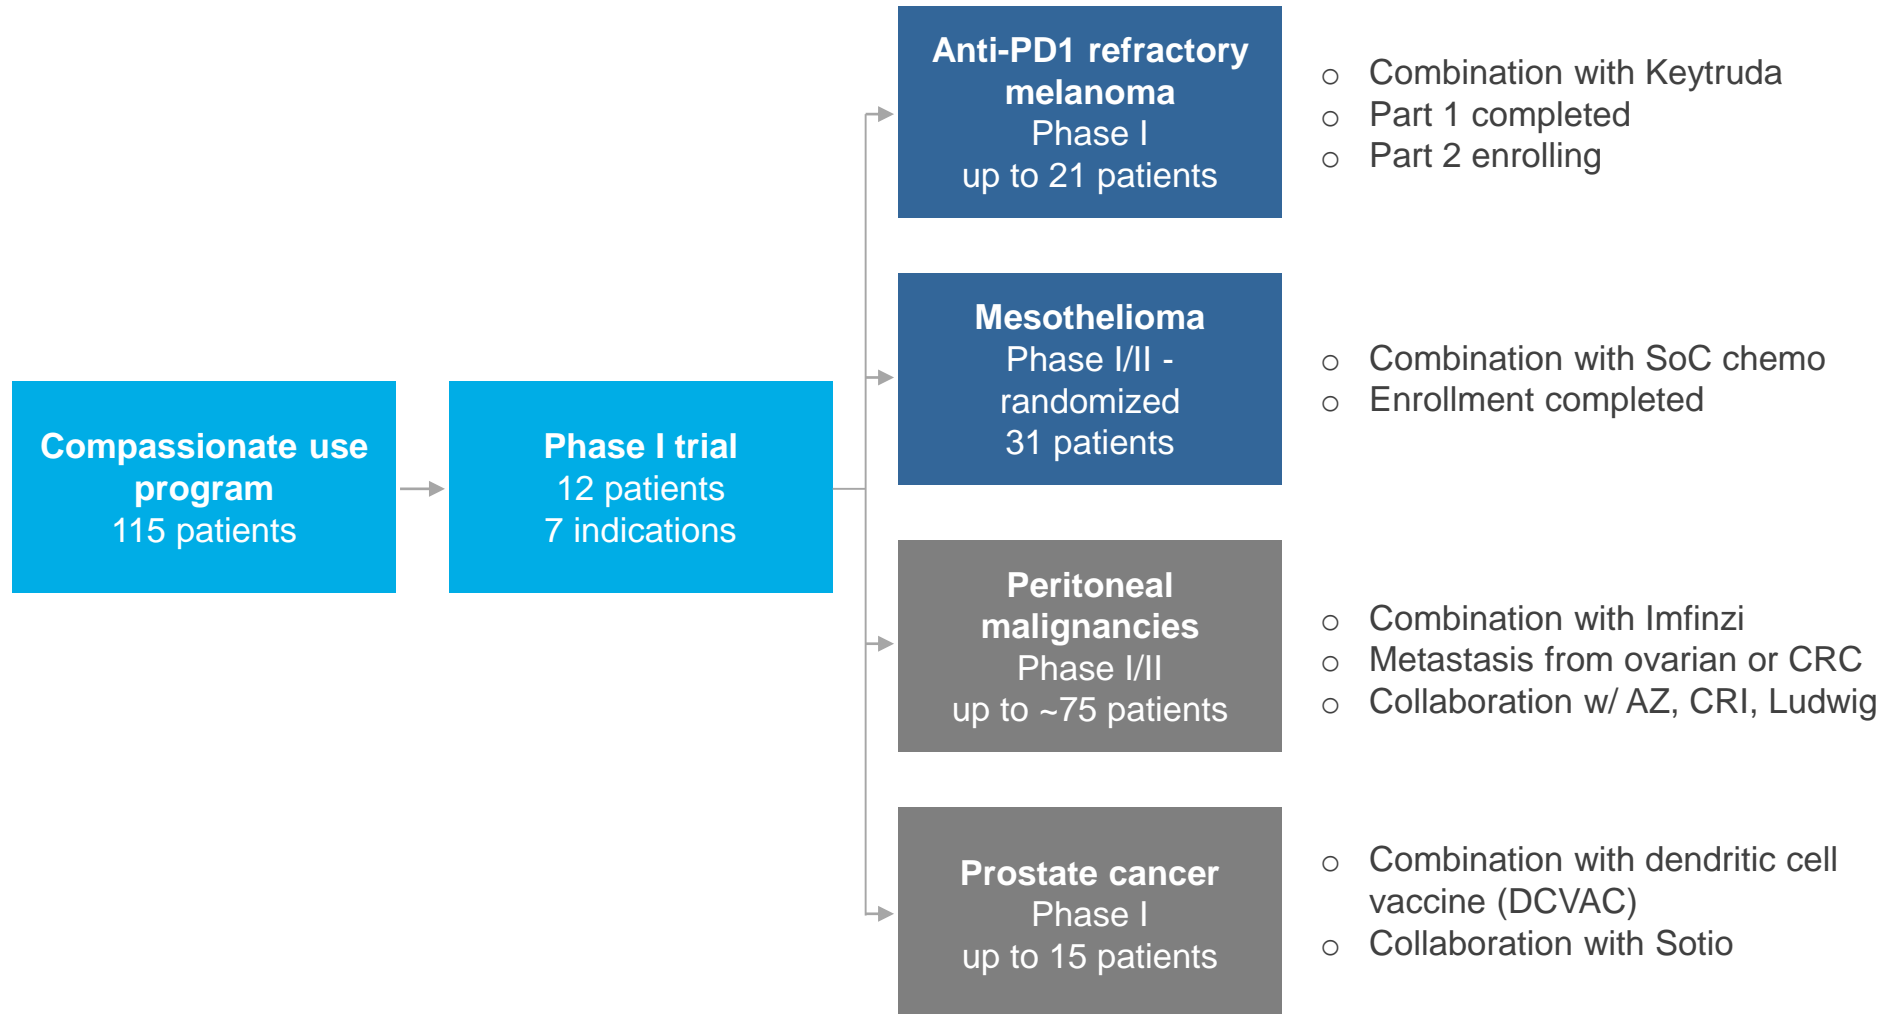 Compassionate use
program
115 patients
Phase I trial
12 patients
7 indications
Anti-PD1 refractory
melanoma
Phase I
up to 21 patients
o Combination with Keytruda
o Part 1 completed
o Part 2 enrolling
Mesothelioma
Phase I/II -
randomized
31 patients
o Combination with SoC chemo
o Enrollment completed
Peritoneal
malignancies
Phase I/II
up to ~75 patients
o Combination with Imfinzi
o Metastasis from ovarian or CRC
o Collaboration w/ AZ, CRI, Ludwig
Prostate cancer
Phase I
up to 15 patients
o Combination with dendritic cell
vaccine (DCVAC)
o Collaboration with Sotio